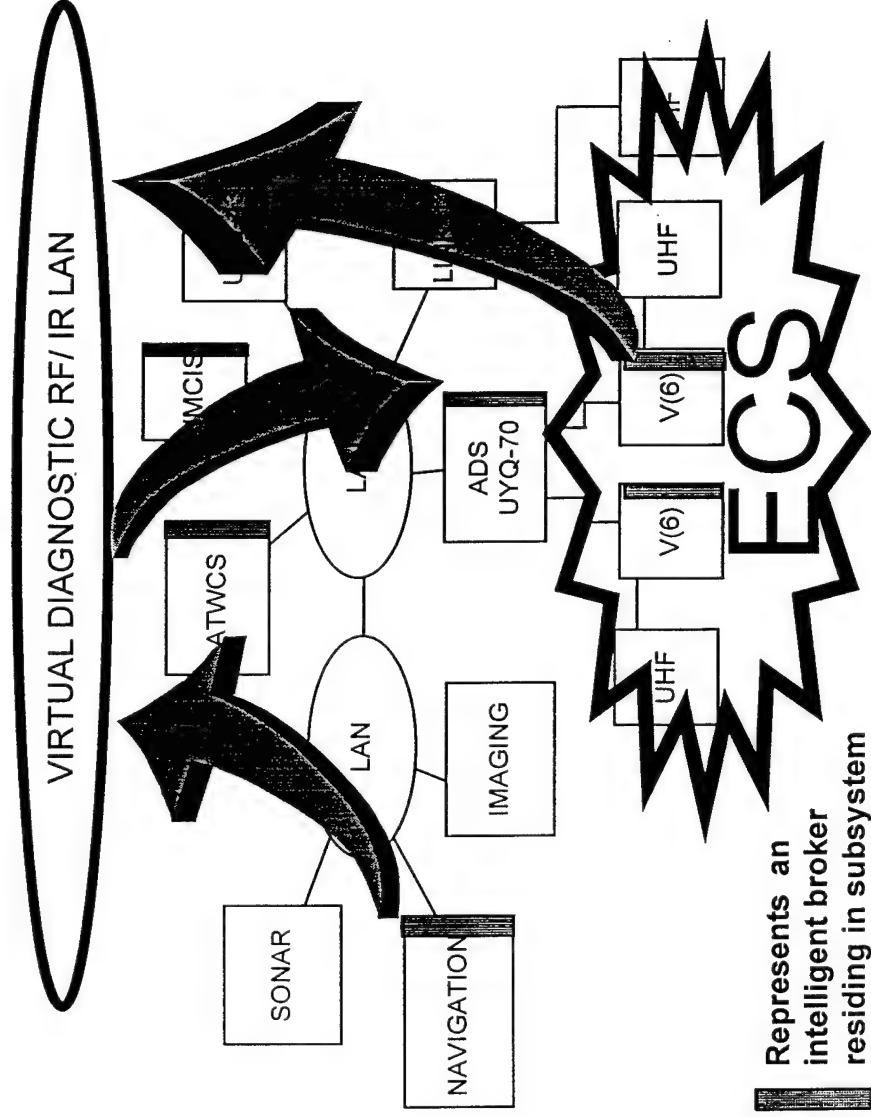 VIRTUAL DIAGNOSTIC RF/ IR LAN
SONAR
NAVIGATION
LAN
IMAGING
ATWCS
ADS
UYQ-70
UHF
V(6)
V(6)
UHF
ECS
Represents an
intelligent broker
residing in subsystem